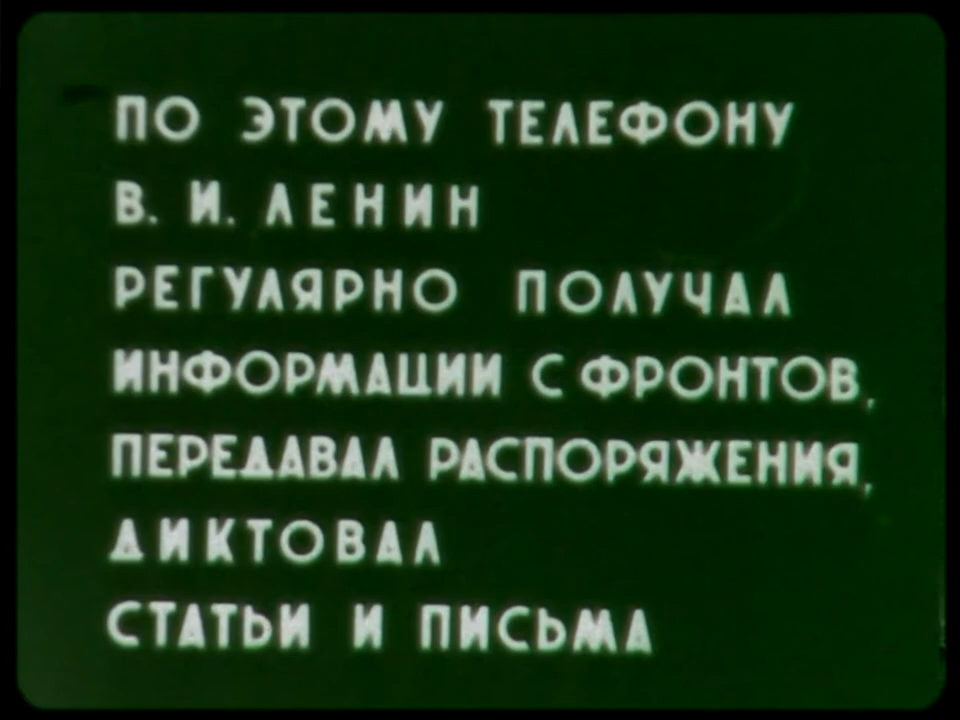 ПО ЭТОМУ ТЕЛЕФОНУ
В. И. ЛЕНИН
РЕГУЛЯРНО ПОЛУЧАЛ
ИНФОРМАЦИИ С ФРОНТОВ,
ПЕРЕДАВАЛ РАСПОРЯЖЕНИЯ,
ДИКТОВАЛ
СТАТЬИ И ПИСЬМА